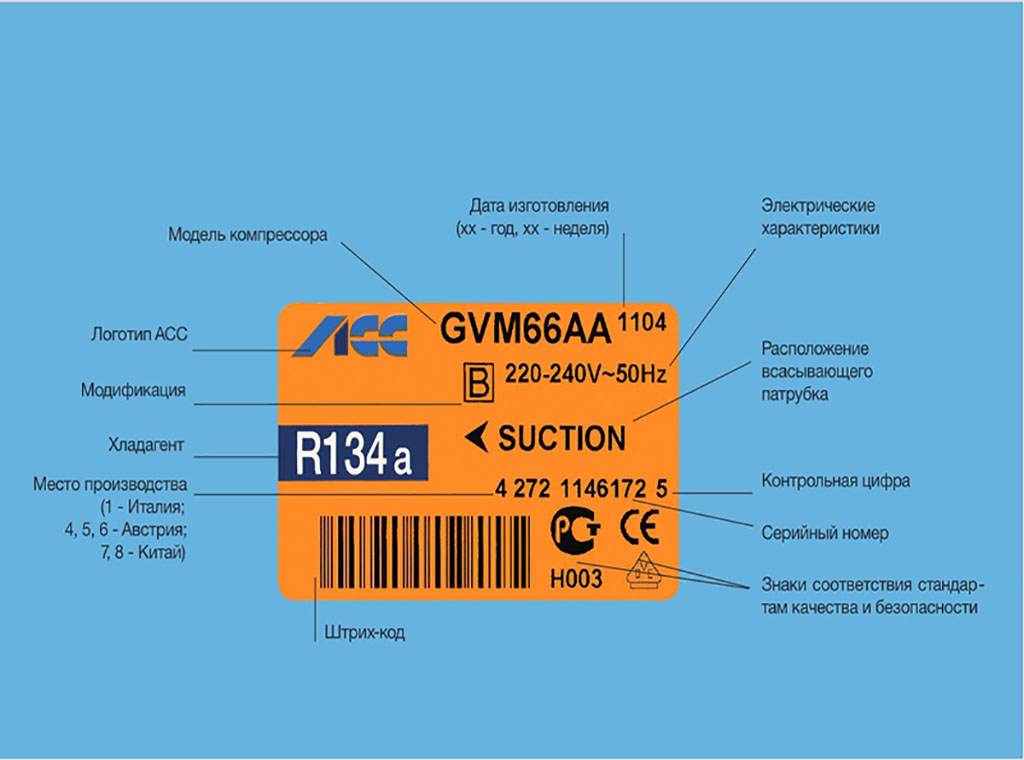 Дата изготовления
(xx - год, xx - неделя)
Электрические
характеристики
Модель компрессора
Логотип ACC
Модификация
Хладагент
Место производства
(1 - Италия;
4, 5, 6 - Австрия;
7, 8 - Китай)
ACC
GVM66AA 1104
B 220-240V~50Hz
R134a
SUCTION
4 272 1146172 5
РСТ CE
H003
Расположение
всасывающего
патрубка
Контрольная цифра
Серийный номер
Знаки соответствия стандар-
там качества и безопасности
Штрих-код